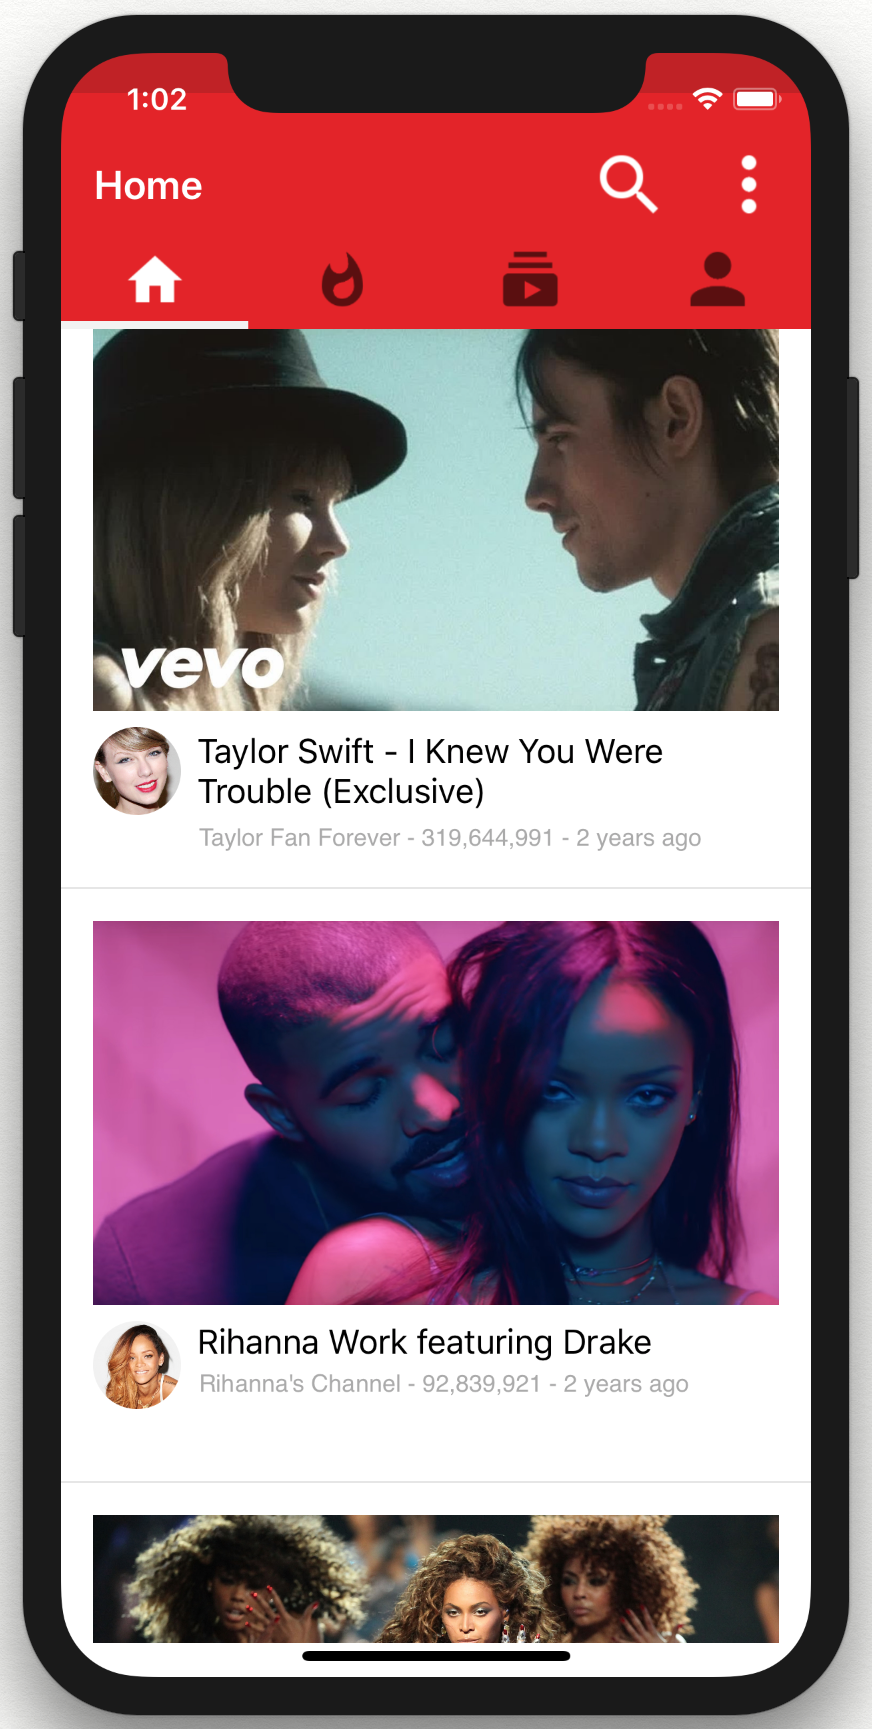 1:02
Home
vevo
Taylor Swift - I Knew You Were
Trouble (Exclusive)
Taylor Fan Forever - 319,644,991 - 2 years ago
Rihanna Work featuring Drake
Rihanna's Channel - 92,839,921 - 2 years ago